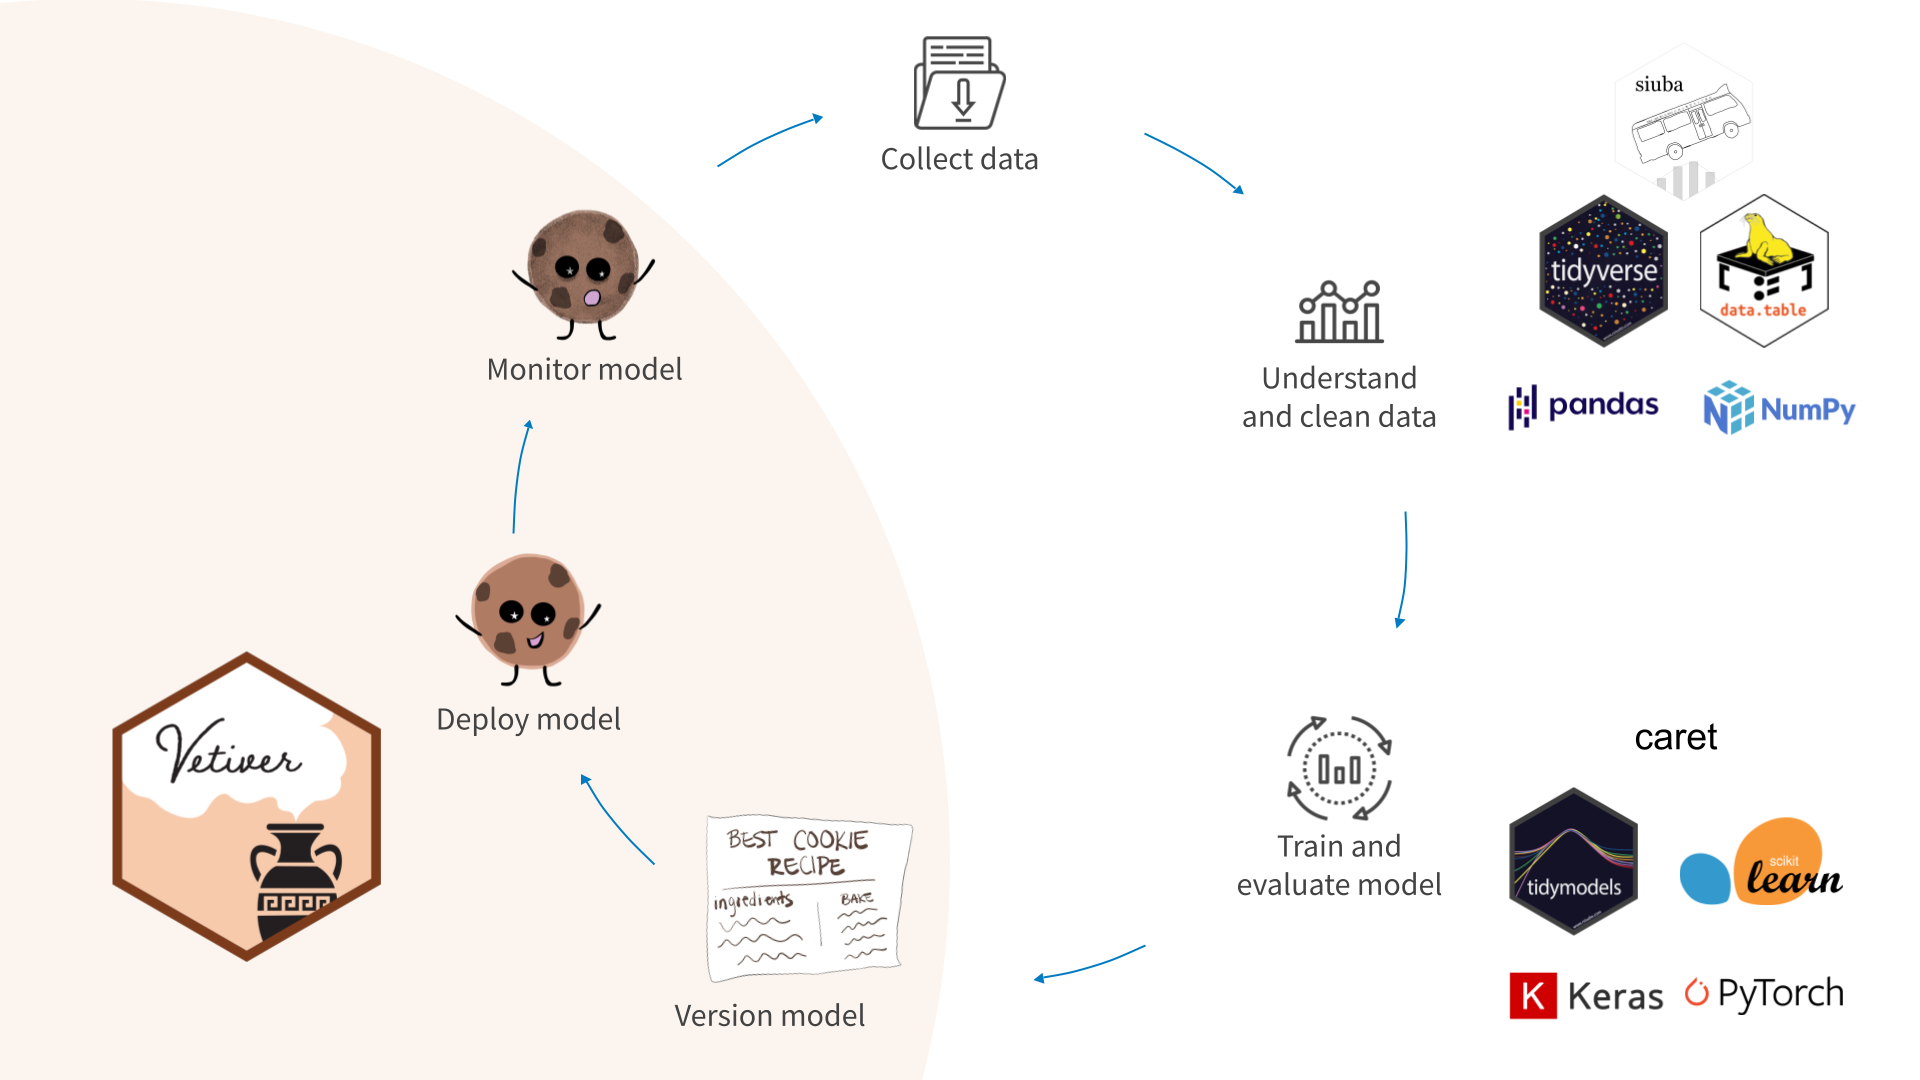 Collect data
siuba
tidyverse
data.table
Understand
and clean data
pandas
NumPy
Train and
evaluate model
caret
tidymodels
scikit
learn
Keras
PyTorch
Version model
BEST COOKIE
RECIPE
ingredients
BAKE
Deploy model
Vetiver
Monitor model